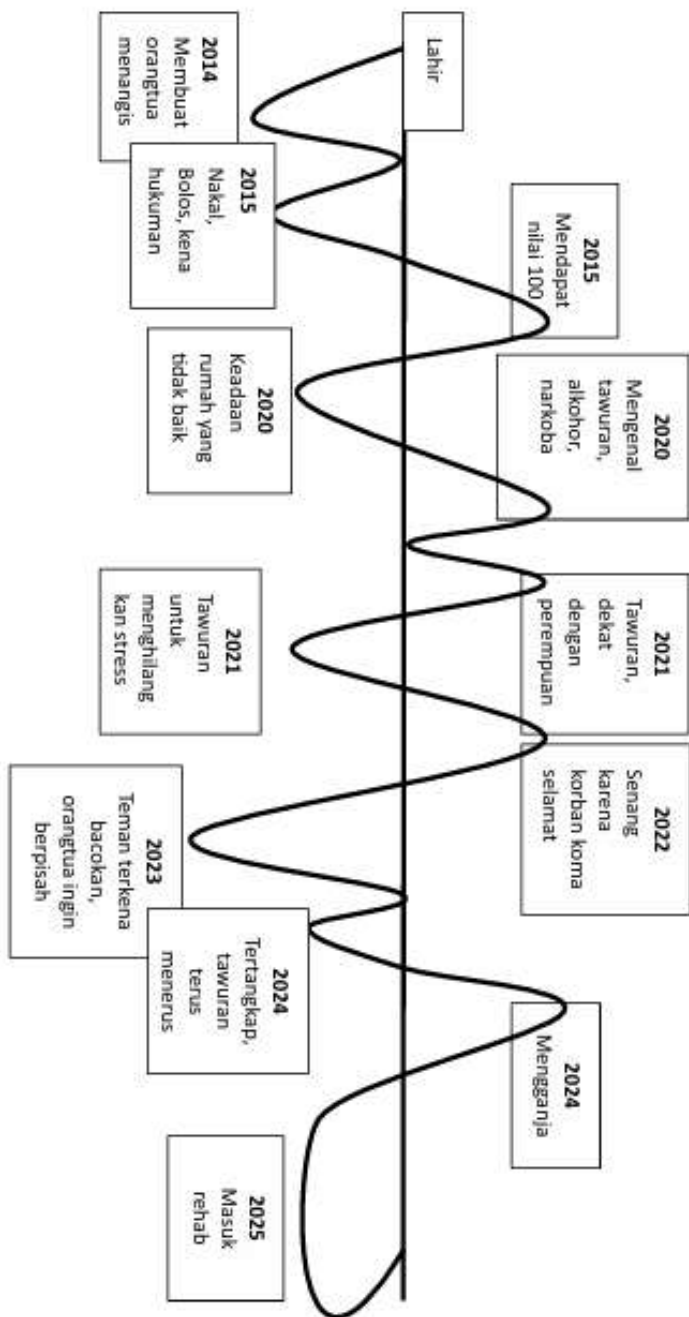 Lahir
2014
Membuat
orangtua
menangis
2015
Nakal,
Bolos, kena
hukuman
2015
Mendapat
nilai 100
2020
Keadaan
rumah yang
tidak baik
2020
Mengenal
tawuran,
alkohor,
narkoba
2021
Tawuran
untuk
menghilang
kan stress
2021
Tawuran,
dekat
dengan
perempuan
2022
Senang
karena
korban koma
selamat
2023
Teman terkena
bacokan,
orangtua ingin
berpisah
2024
Tertangkap,
tawuran
terus
menerus
2024
Mengganja
2025
Masuk
rehab